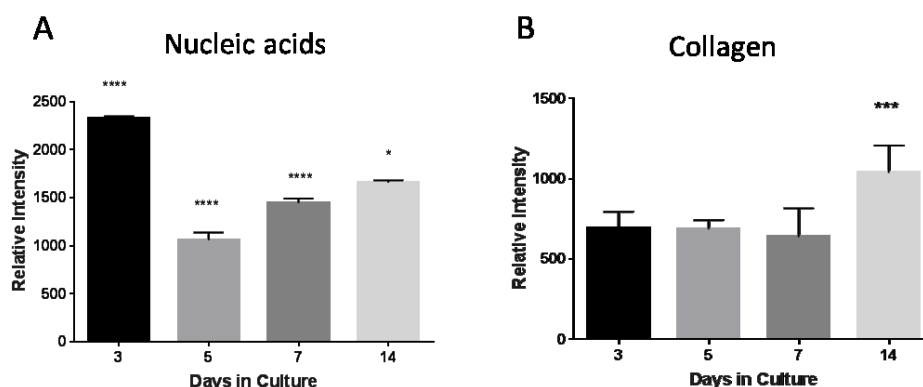 A
Nucleic acids
Relative Intensity
2500
2000
1500
1000
500
0
****
****
****
*
3 5 7 14
Days in Culture
B
Collagen
Relative Intensity
1500
1000
500
0
***
3 5 7 14
Days in Culture